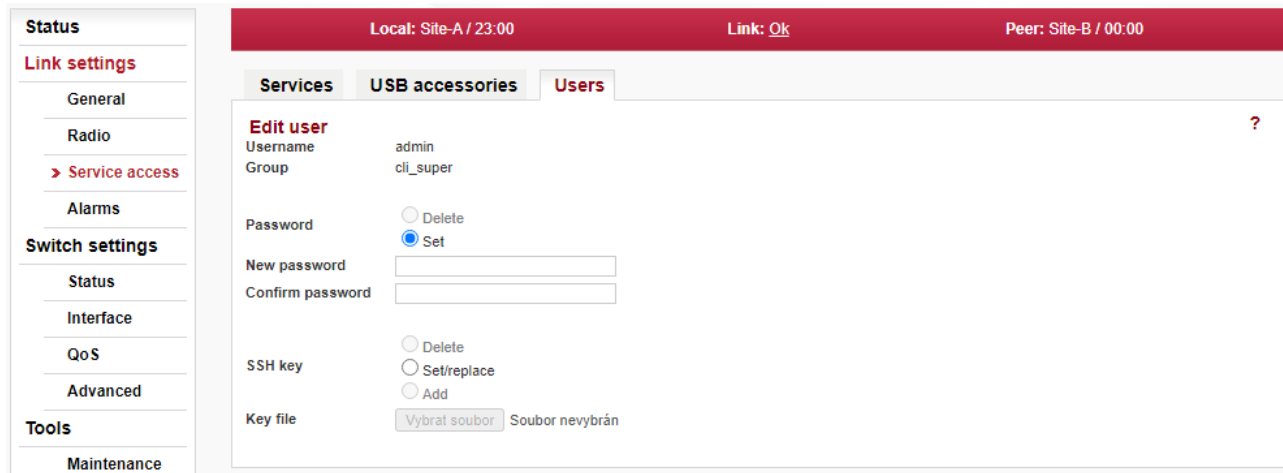 Status
Link settings
General
Radio
Service access
Alarms
Switch settings
Status
Interface
QoS
Advanced
Tools
Maintenance
Local: Site-A / 23:00 Link: Ok Peer: Site-B / 00:00
Services USB accessories Users
Edit user ?
Username admin
Group cli_super
Password
Delete
Set
New password
Confirm password
SSH key
Delete
Set/replace
Add
Key file Vybrat soubor Soubor nevybrán